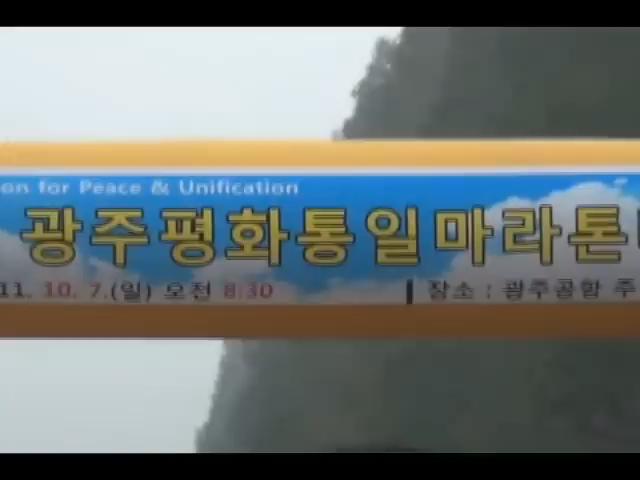 on for Peace & Unification
광주평화통일마라톤
11. 10. 7.(일) 오전 8:30 장소 : 광주공항 주